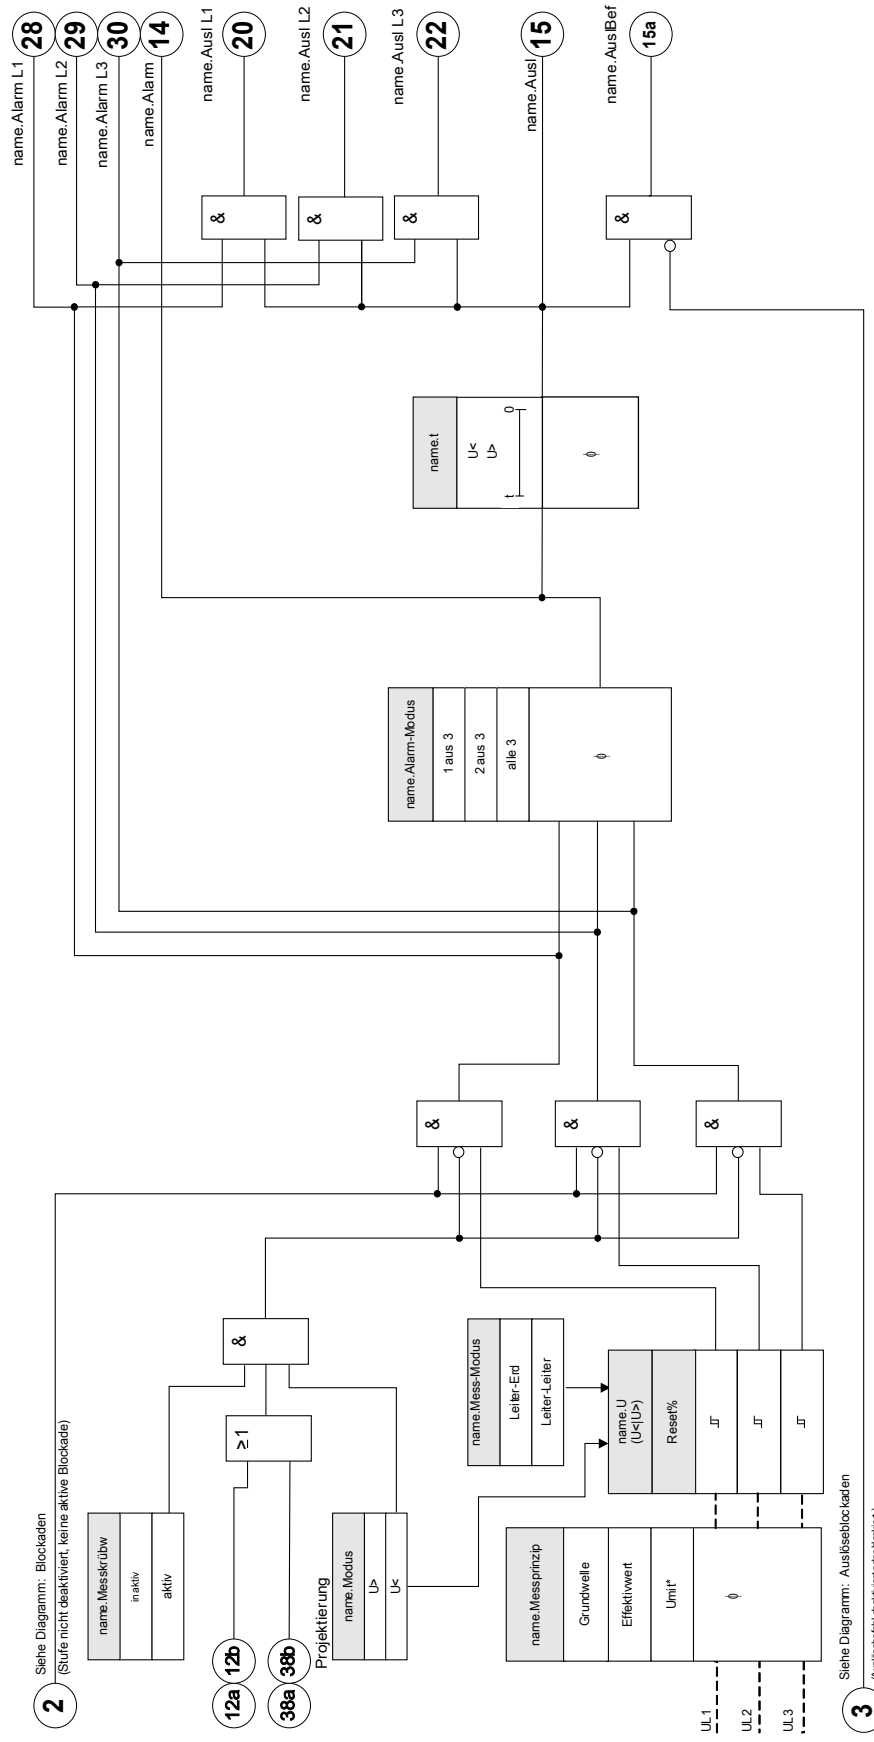 name.Alarm L1
28
name.Alarm L2
29
name.Alarm L3
30
name.Alarm
14
name.Ausl L1
20
name.Ausl L2
21
name.Ausl L3
22
name.Ausl
15
name.AuslBef
15a
&
&
&
&
name.t
U<
U>
t
0
φ
name.Alarm-Modus
1 aus 3
2 aus 3
alle 3
φ
&
&
&
2
Siehe Diagramm: Blockaden
(Stufe nicht deaktiviert, keine aktive Blockade)
name.Messkrübw
inaktiv
aktiv
&
≥1
12a
12b
38a
38b
Projektierung
name.Modus
U>
U<
name.Mess-Modus
Leiter-Erd
Leiter-Leiter
name.U
(U<|U>)
Reset%
name.Messprinzip
Grundwelle
Effektivwert
Umit*
φ
UL1
UL2
UL3
3
Siehe Diagramm: Auslöseblockaden